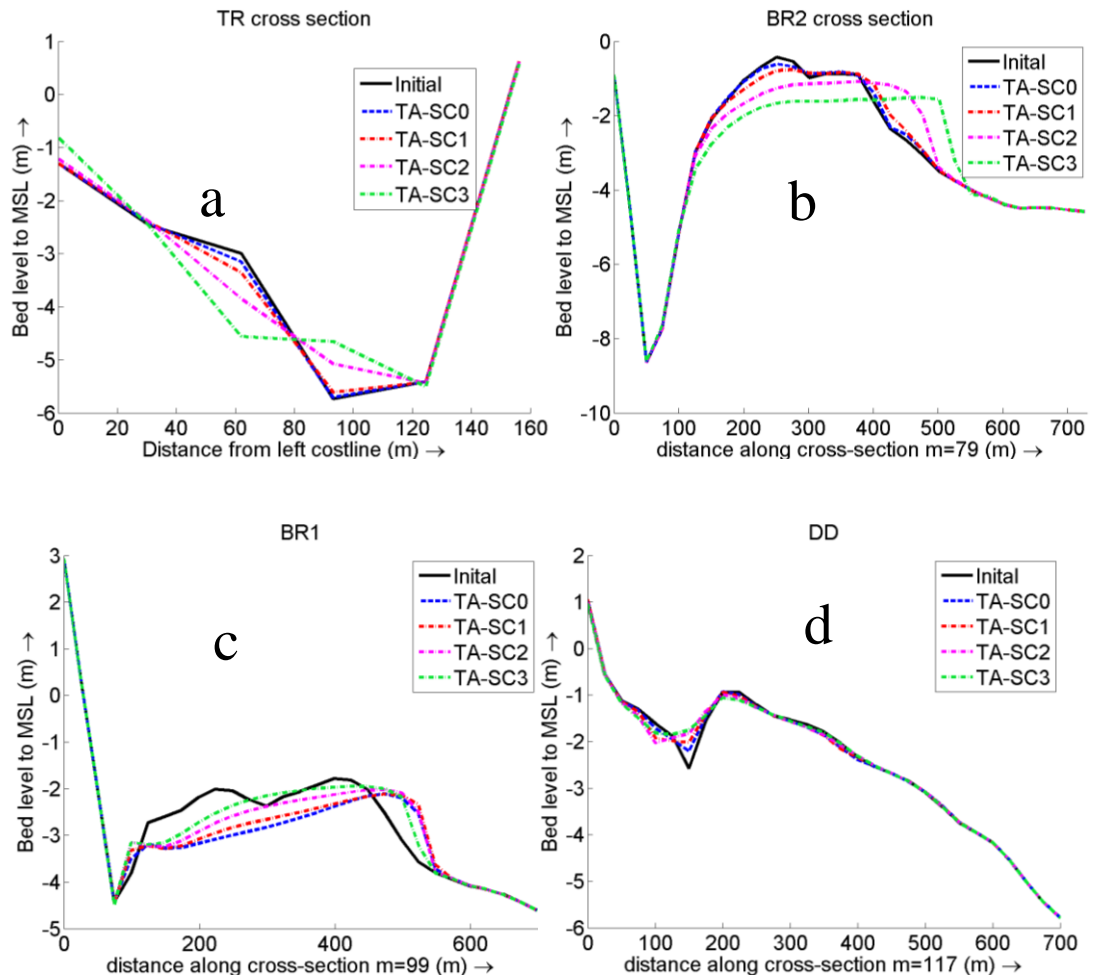 TR cross section
1
0
-1
-2
-3
-4
-5
-6
Bed level to MSL (m) →
Inital
TA-SC0
TA-SC1
TA-SC2
TA-SC3
a
0 20 40 60 80 100 120 140 160
Distance from left costline (m) →
BR2 cross section
0
-2
-4
-6
-8
-10
Bed level to MSL (m) →
Inital
TA-SC0
TA-SC1
TA-SC2
TA-SC3
b
0 100 200 300 400 500 600 700
distance along cross-section m=79 (m) →
BR1
3
2
1
0
-1
-2
-3
-4
-5
Bed level to MSL (m) →
Inital
TA-SC0
TA-SC1
TA-SC2
TA-SC3
c
0 200 400 600
distance along cross-section m=99 (m) →
DD
2
1
0
-1
-2
-3
-4
-5
-6
Bed level to MSL (m) →
Inital
TA-SC0
TA-SC1
TA-SC2
TA-SC3
d
0 100 200 300 400 500 600 700
distance along cross-section m=117 (m) →